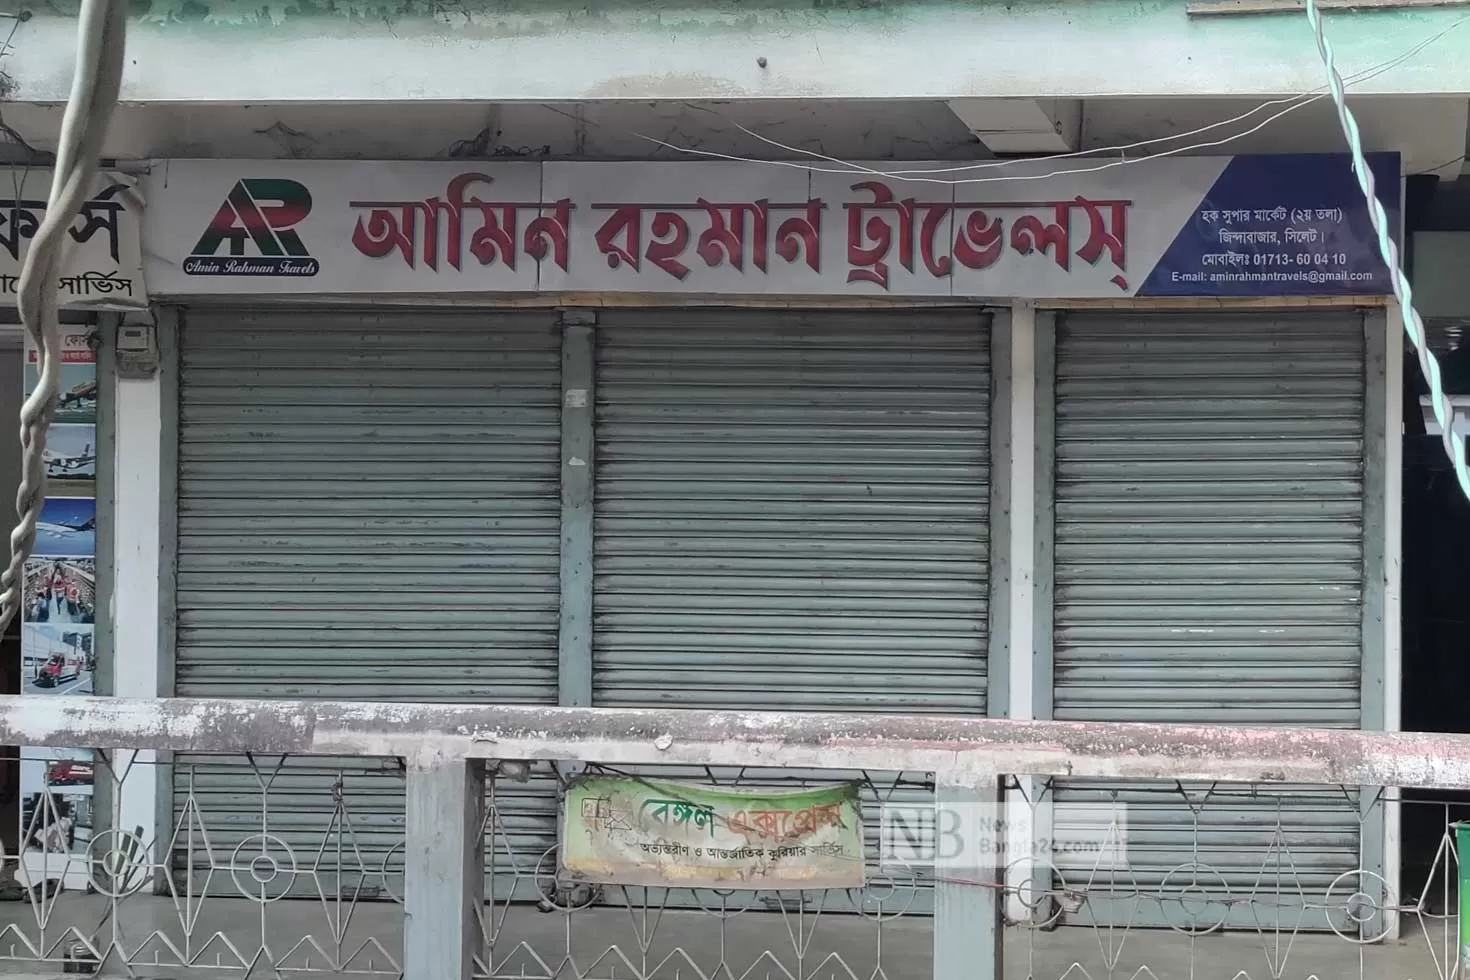 আমিন রহমান ট্রাভেলস্
AR
Amin Rahman Travels
হক সুপার মার্কেট (২য় তলা)
জিন্দাবাজার, সিলেট।
মোবাইলঃ 01713- 60 04 10
E-mail: aminrahmantravels@gmail.com
সার্ভিস
বেঙ্গল এক্সপ্রেস
অভ্যন্তরীণ ও আন্তর্জাতিক কুরিয়ার সার্ভিস
NB News
Bangla24.com